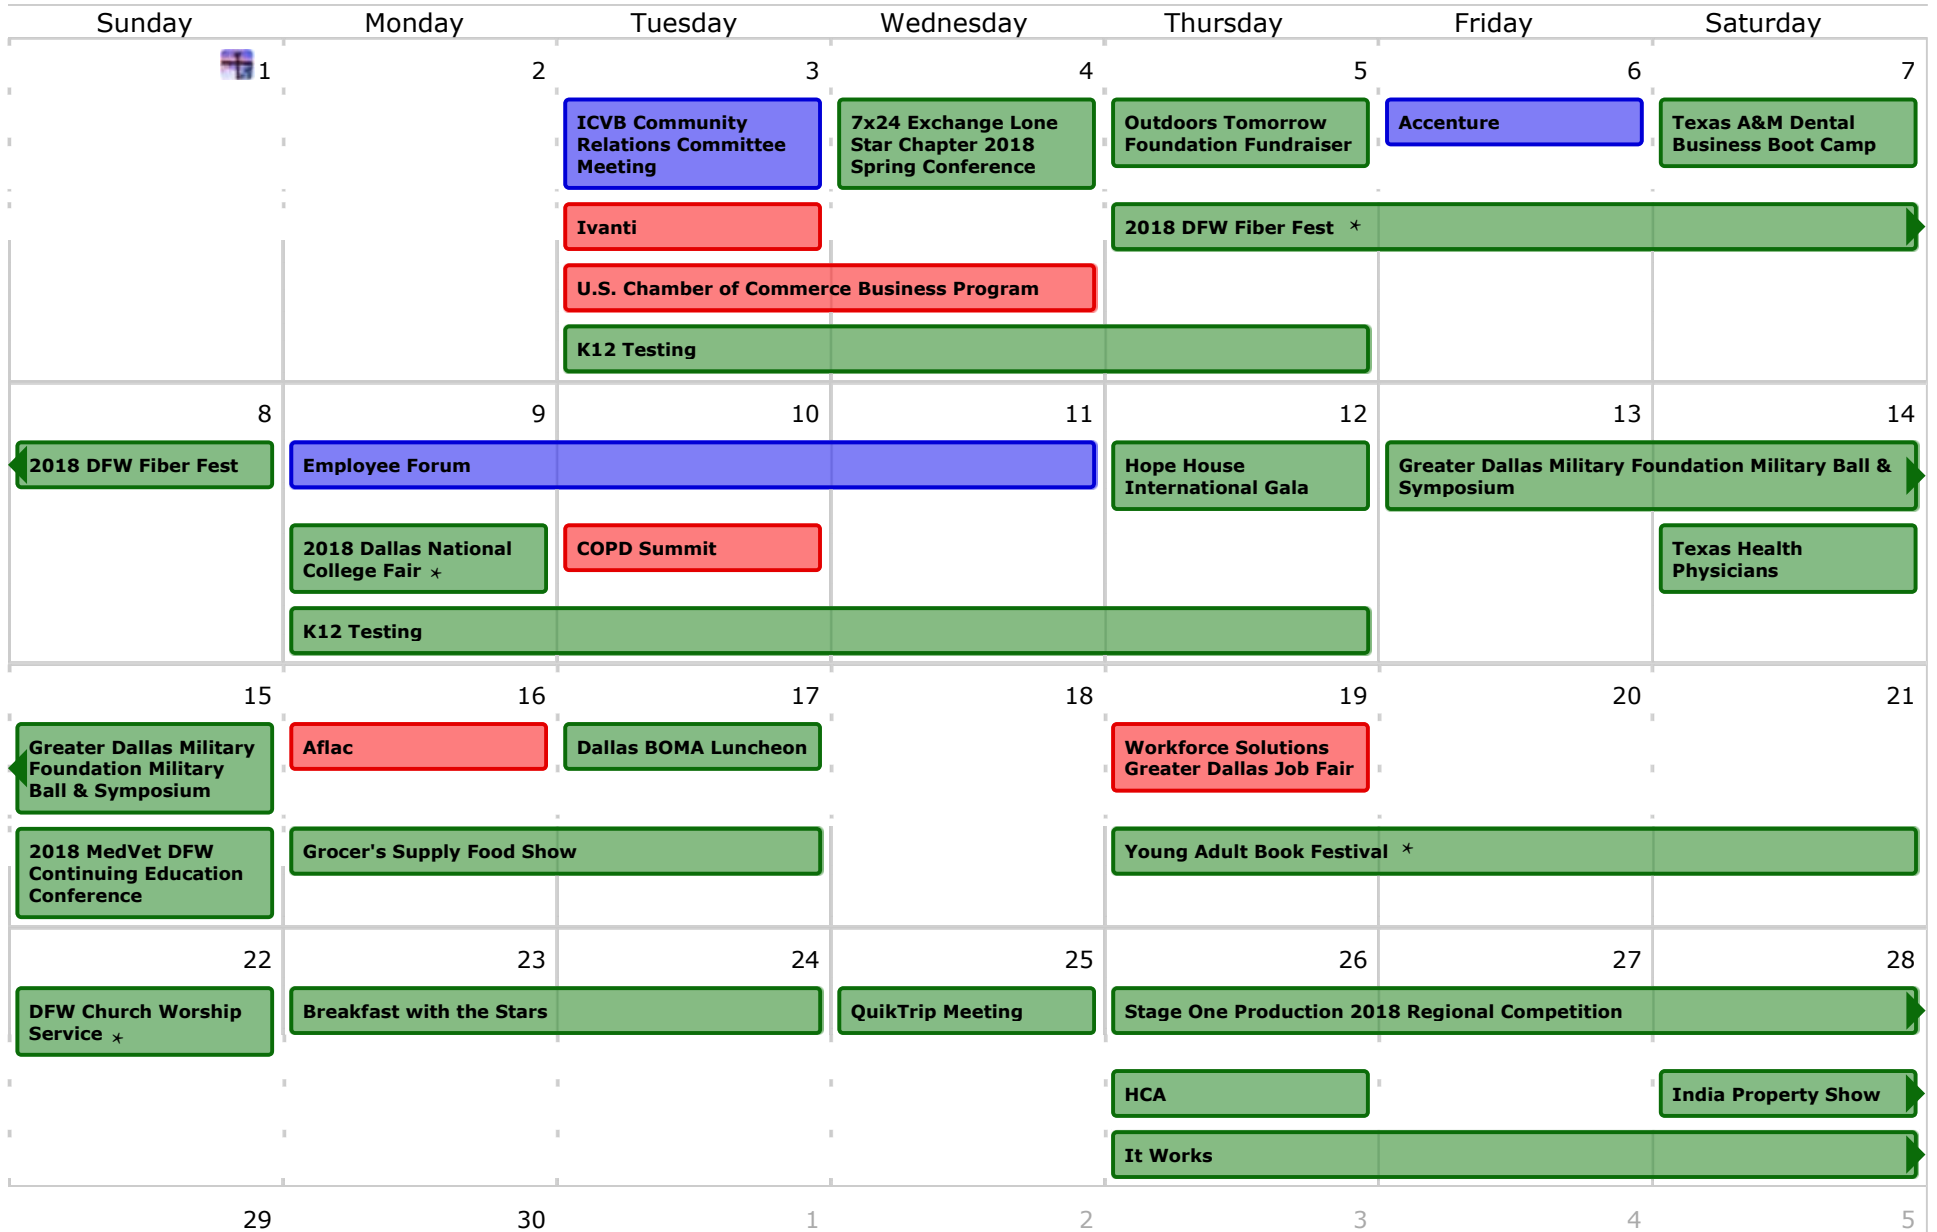 Sunday Monday Tuesday Wednesday Thursday Friday Saturday
1 2 3 4 5 6 7
ICVB Community
Relations Committee
Meeting
7x24 Exchange Lone
Star Chapter 2018
Spring Conference
Outdoors Tomorrow
Foundation Fundraiser
Accenture
Texas A&M Dental
Business Boot Camp
Ivanti
2018 DFW Fiber Fest *
U.S. Chamber of Commerce Business Program
K12 Testing
8 9 10 11 12 13 14
2018 DFW Fiber Fest
Employee Forum
Hope House
International Gala
Greater Dallas Military Foundation Military Ball &
Symposium
2018 Dallas National
College Fair *
COPD Summit
Texas Health
Physicians
K12 Testing
15 16 17 18 19 20 21
Greater Dallas Military
Foundation Military
Ball & Symposium
Aflac
Dallas BOMA Luncheon
Workforce Solutions
Greater Dallas Job Fair
2018 MedVet DFW
Continuing Education
Conference
Grocer's Supply Food Show
Young Adult Book Festival *
22 23 24 25 26 27 28
DFW Church Worship
Service *
Breakfast with the Stars
QuikTrip Meeting
Stage One Production 2018 Regional Competition
HCA
India Property Show
It Works
29 30 1 2 3 4 5